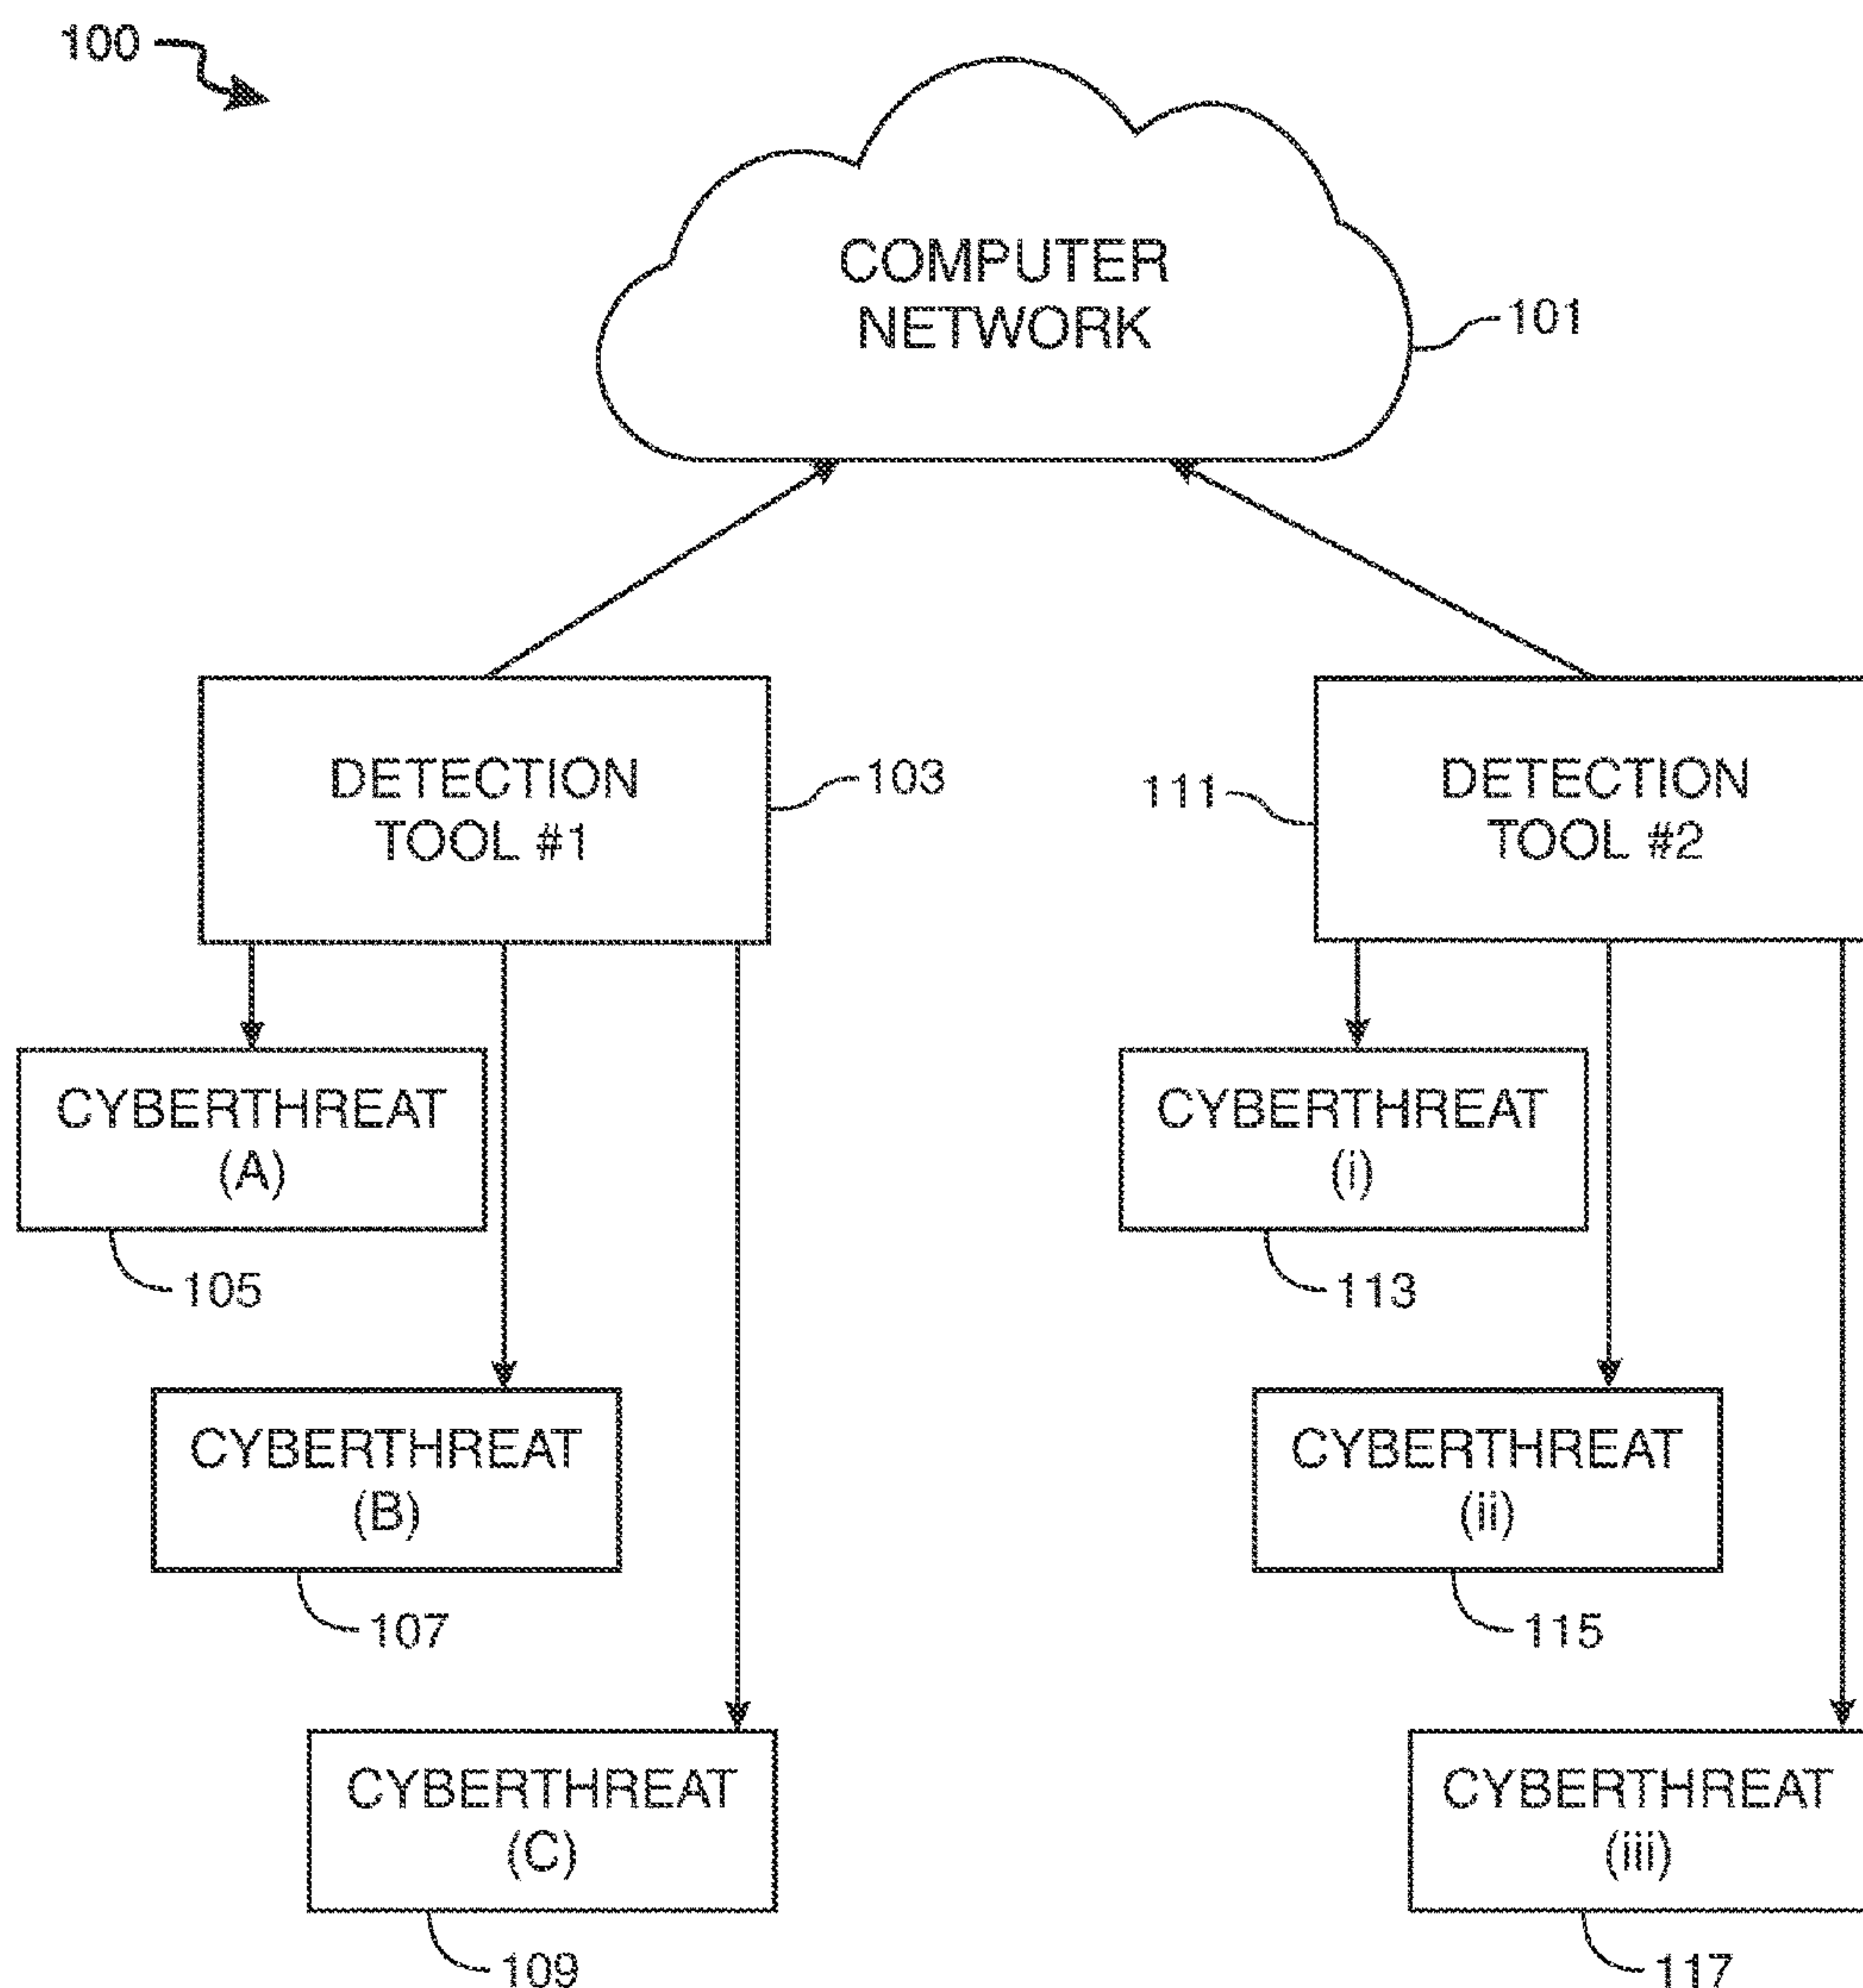 100
COMPUTER
NETWORK
101
DETECTION
TOOL #1
103
111
DETECTION
TOOL #2
CYBERTHREAT
(A)
105
CYBERTHREAT
(i)
113
CYBERTHREAT
(B)
107
CYBERTHREAT
(ii)
115
CYBERTHREAT
(C)
109
CYBERTHREAT
(iii)
117